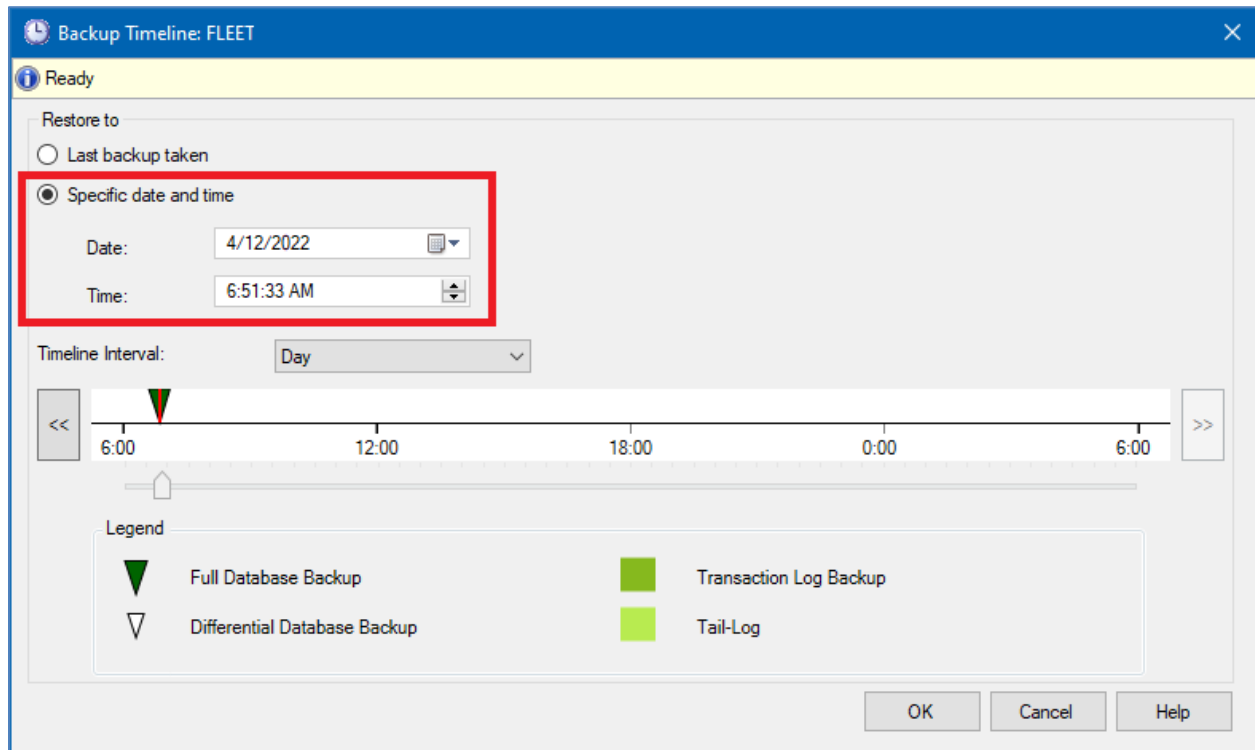 Backup Timeline: FLEET
Ready
Restore to
Last backup taken
Specific date and time
Date: 4/12/2022
Time: 6:51:33 AM
Timeline Interval: Day
<< >>
6:00 12:00 18:00 0:00 6:00
Legend
Full Database Backup Transaction Log Backup
Differential Database Backup Tail-Log
OK Cancel Help